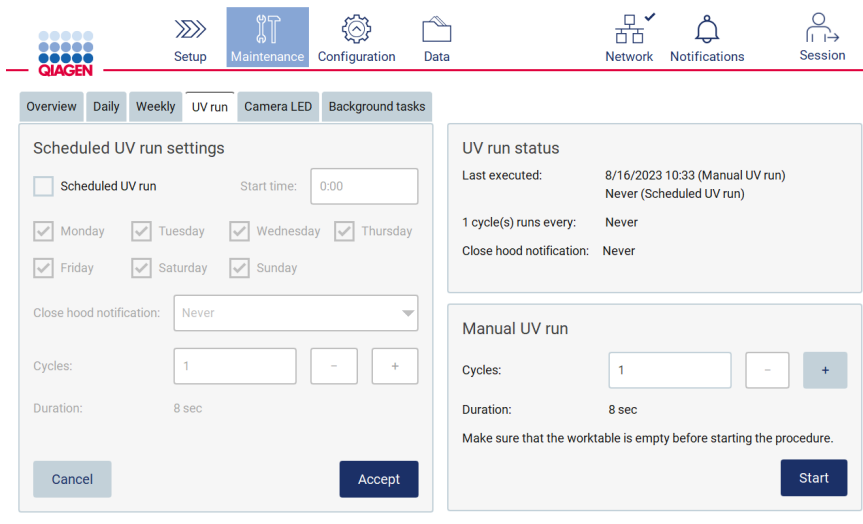 Setup Maintenance Configuration Data Network Notifications Session
QIAGEN
Overview Daily Weekly UV run Camera LED Background tasks
Scheduled UV run settings
Scheduled UV run Start time: 0:00
Monday Tuesday Wednesday Thursday
Friday Saturday Sunday
Close hood notification: Never
Cycles: 1 − +
Duration: 8 sec
Cancel Accept
UV run status
Last executed: 8/16/2023 10:33 (Manual UV run)
Never (Scheduled UV run)
1 cycle(s) runs every: Never
Close hood notification: Never
Manual UV run
Cycles: 1 − +
Duration: 8 sec
Make sure that the worktable is empty before starting the procedure.
Start